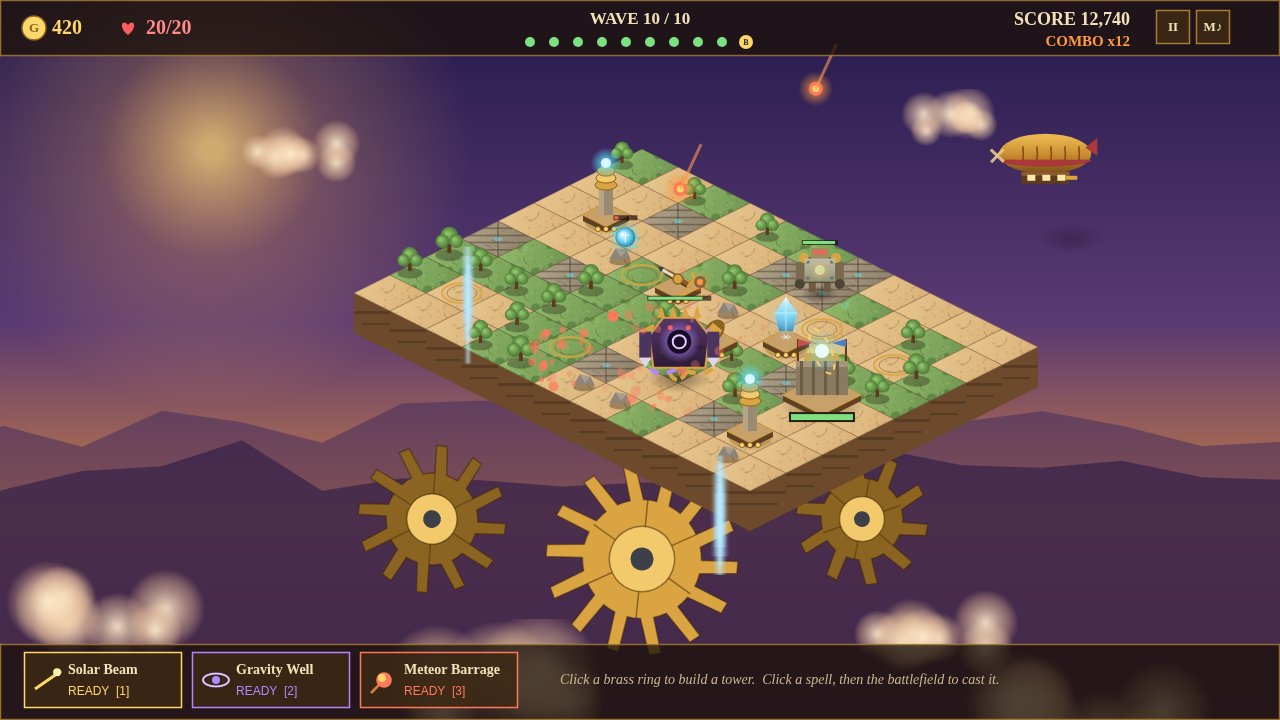 G 420 20/20 WAVE 10 / 10 SCORE 12,740 II M♪
B COMBO x12
Solar Beam Gravity Well Meteor Barrage
READY [1] READY [2] READY [3]
Click a brass ring to build a tower. Click a spell, then the battlefield to cast it.